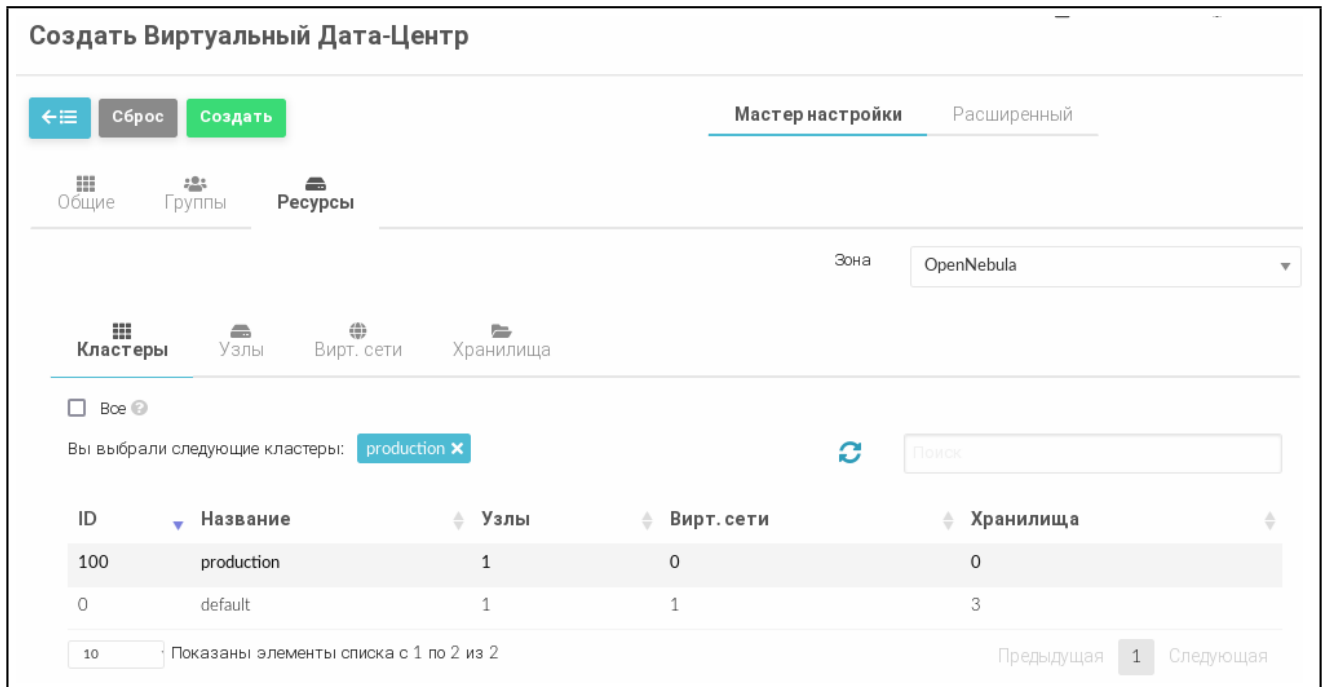 Создать Виртуальный Дата-Центр
Сброс Создать Мастер настройки Расширенный
Общие Группы Ресурсы
Зона OpenNebula
Кластеры Узлы Вирт. сети Хранилища
Все
Вы выбрали следующие кластеры: production Поиск
ID Название Узлы Вирт. сети Хранилища
100 production 1 0 0
0 default 1 1 3
10 Показаны элементы списка с 1 по 2 из 2
Предыдущая 1 Следующая